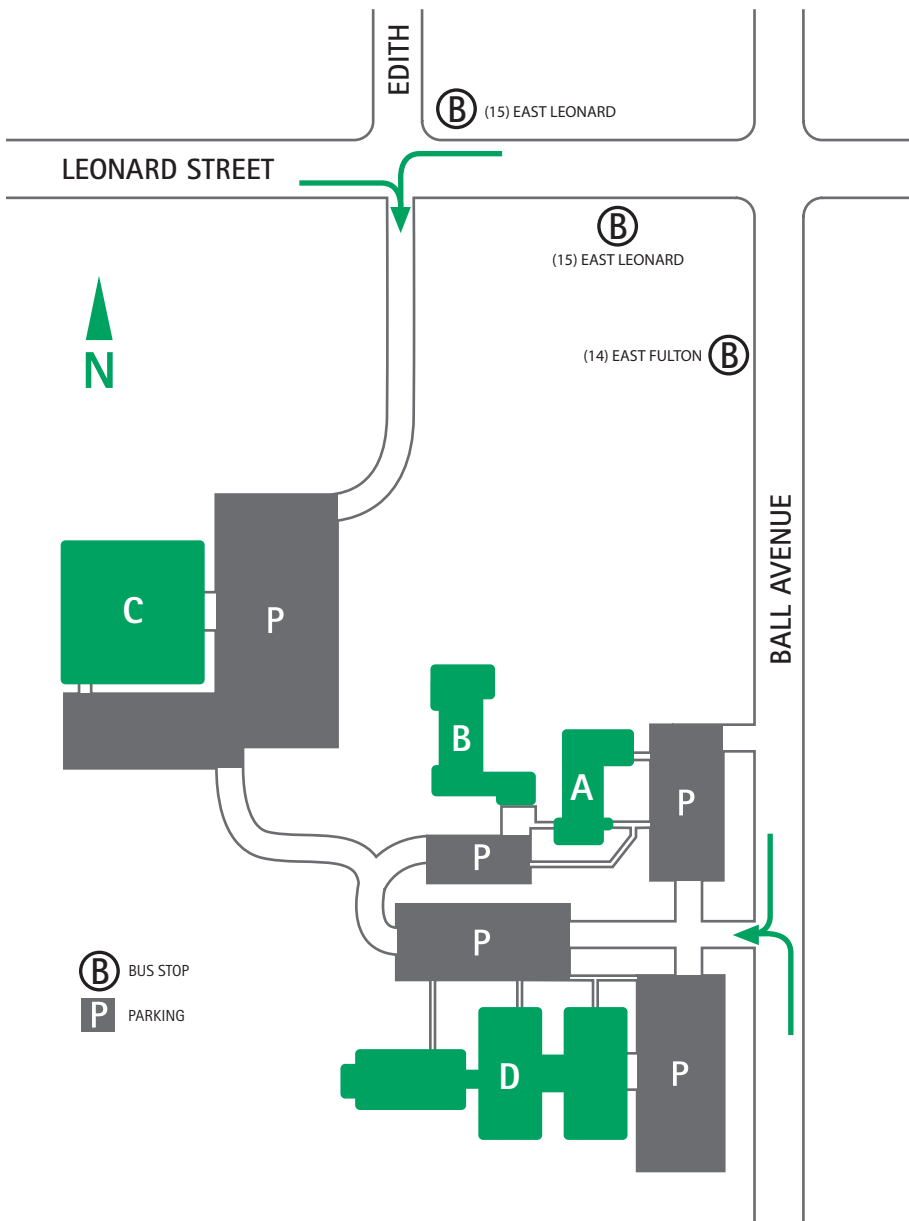 EDITH
B (15) EAST LEONARD
LEONARD STREET
B
(15) EAST LEONARD
(14) EAST FULTON B
N
BALL AVENUE
C
P
B
A
P
P
P
B BUS STOP
P PARKING
D
P